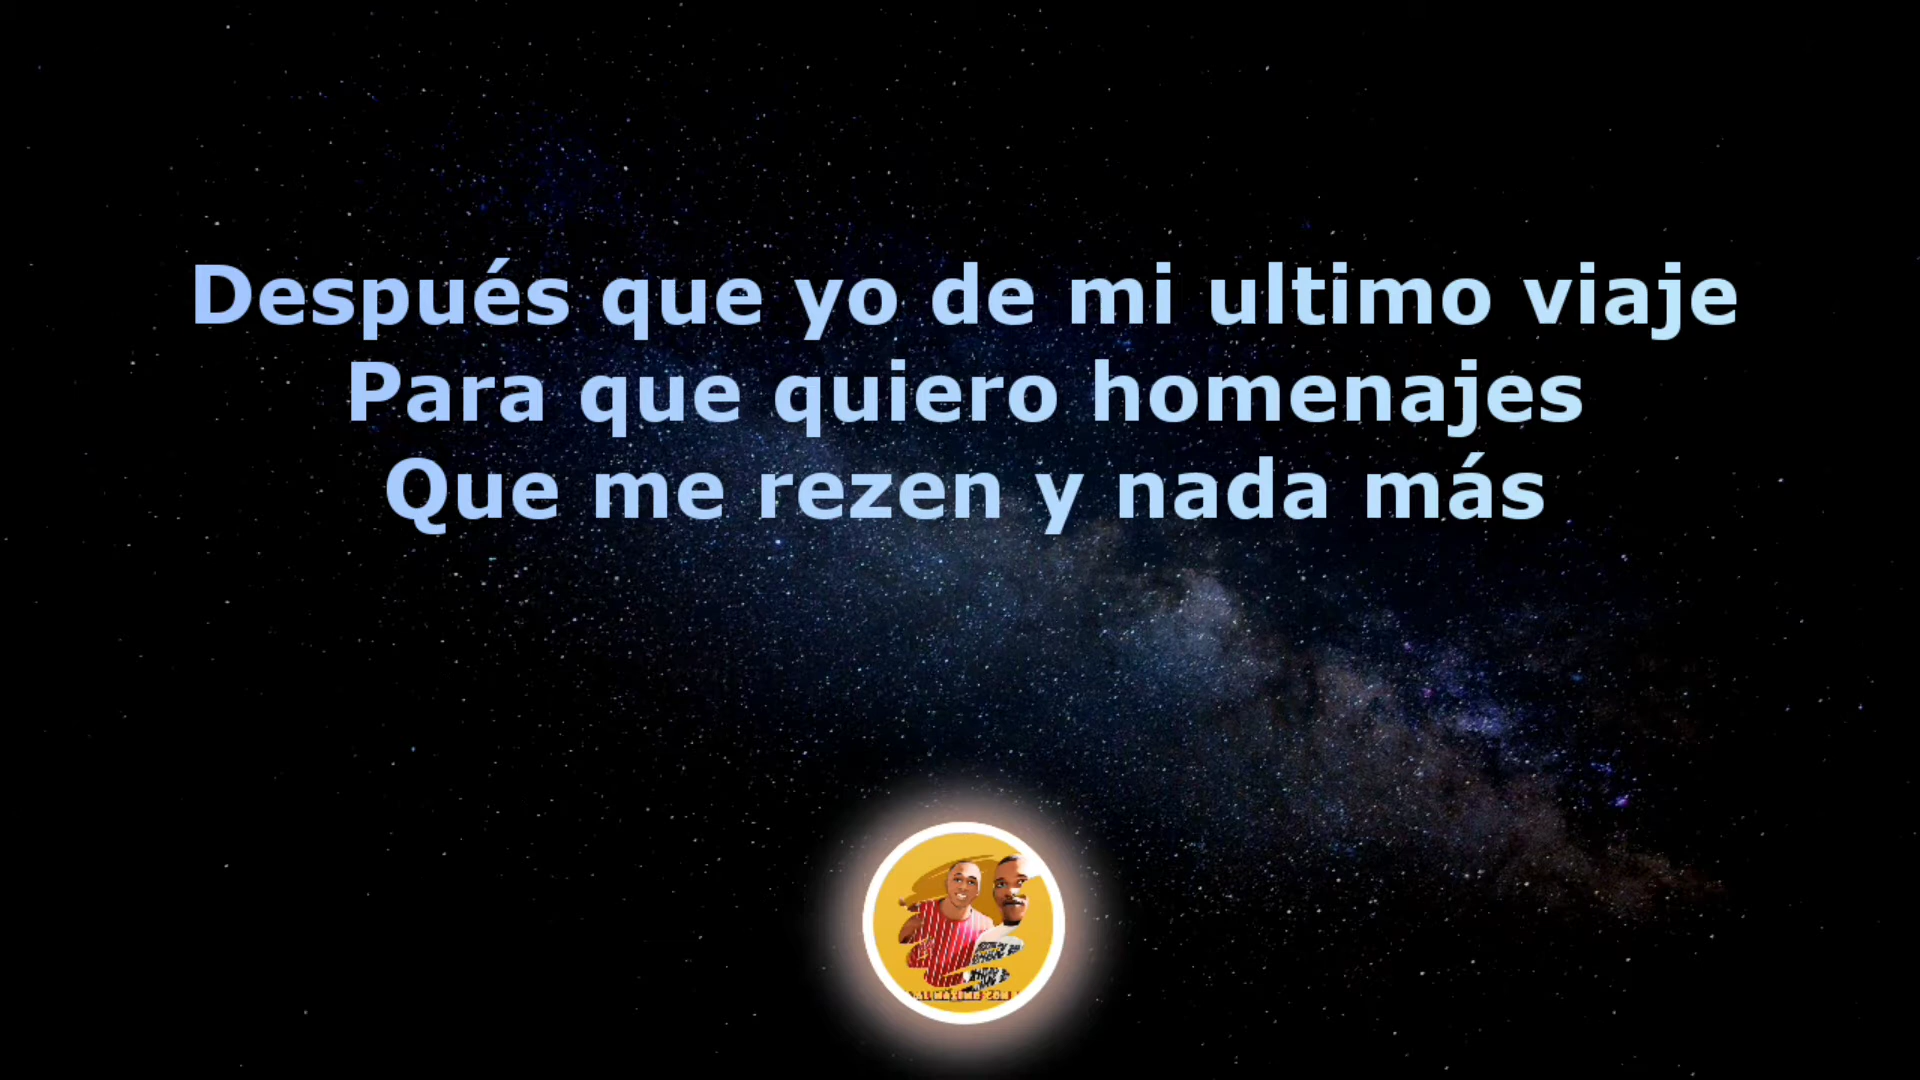 Después que yo de mi ultimo viaje
Para que quiero homenajes
Que me rezen y nada más